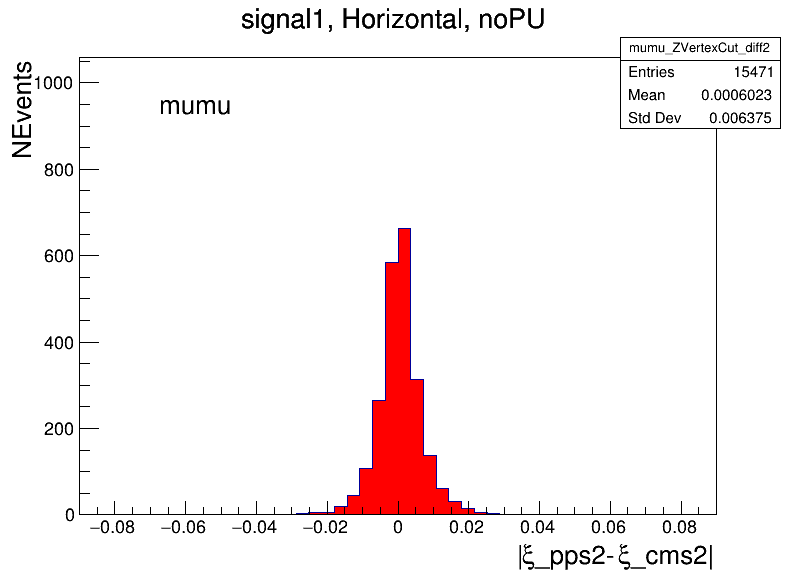 signal1, Horizontal, noPU
mumu_ZVertexCut_diff2
Entries 15471
Mean 0.0006023
Std Dev 0.006375
NEvents
mumu
1000
800
600
400
200
0
−0.08 −0.06 −0.04 −0.02 0 0.02 0.04 0.06 0.08
|ξ_pps2-ξ_cms2|